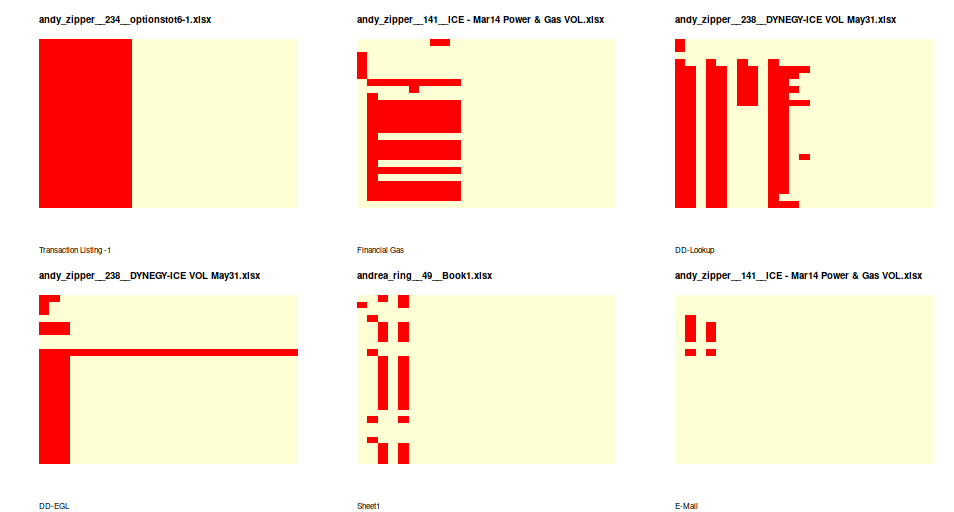 andy_zipper__234__optionstot6-1.xlsx
andy_zipper__141__ICE - Mar14 Power & Gas VOL.xlsx
andy_zipper__238__DYNEGY-ICE VOL May31.xlsx
Transaction Listing -1
Financial Gas
DD-Lookup
andy_zipper__238__DYNEGY-ICE VOL May31.xlsx
andrea_ring__49__Book1.xlsx
andy_zipper__141__ICE - Mar14 Power & Gas VOL.xlsx
DD-EGL
Sheet1
E-Mail